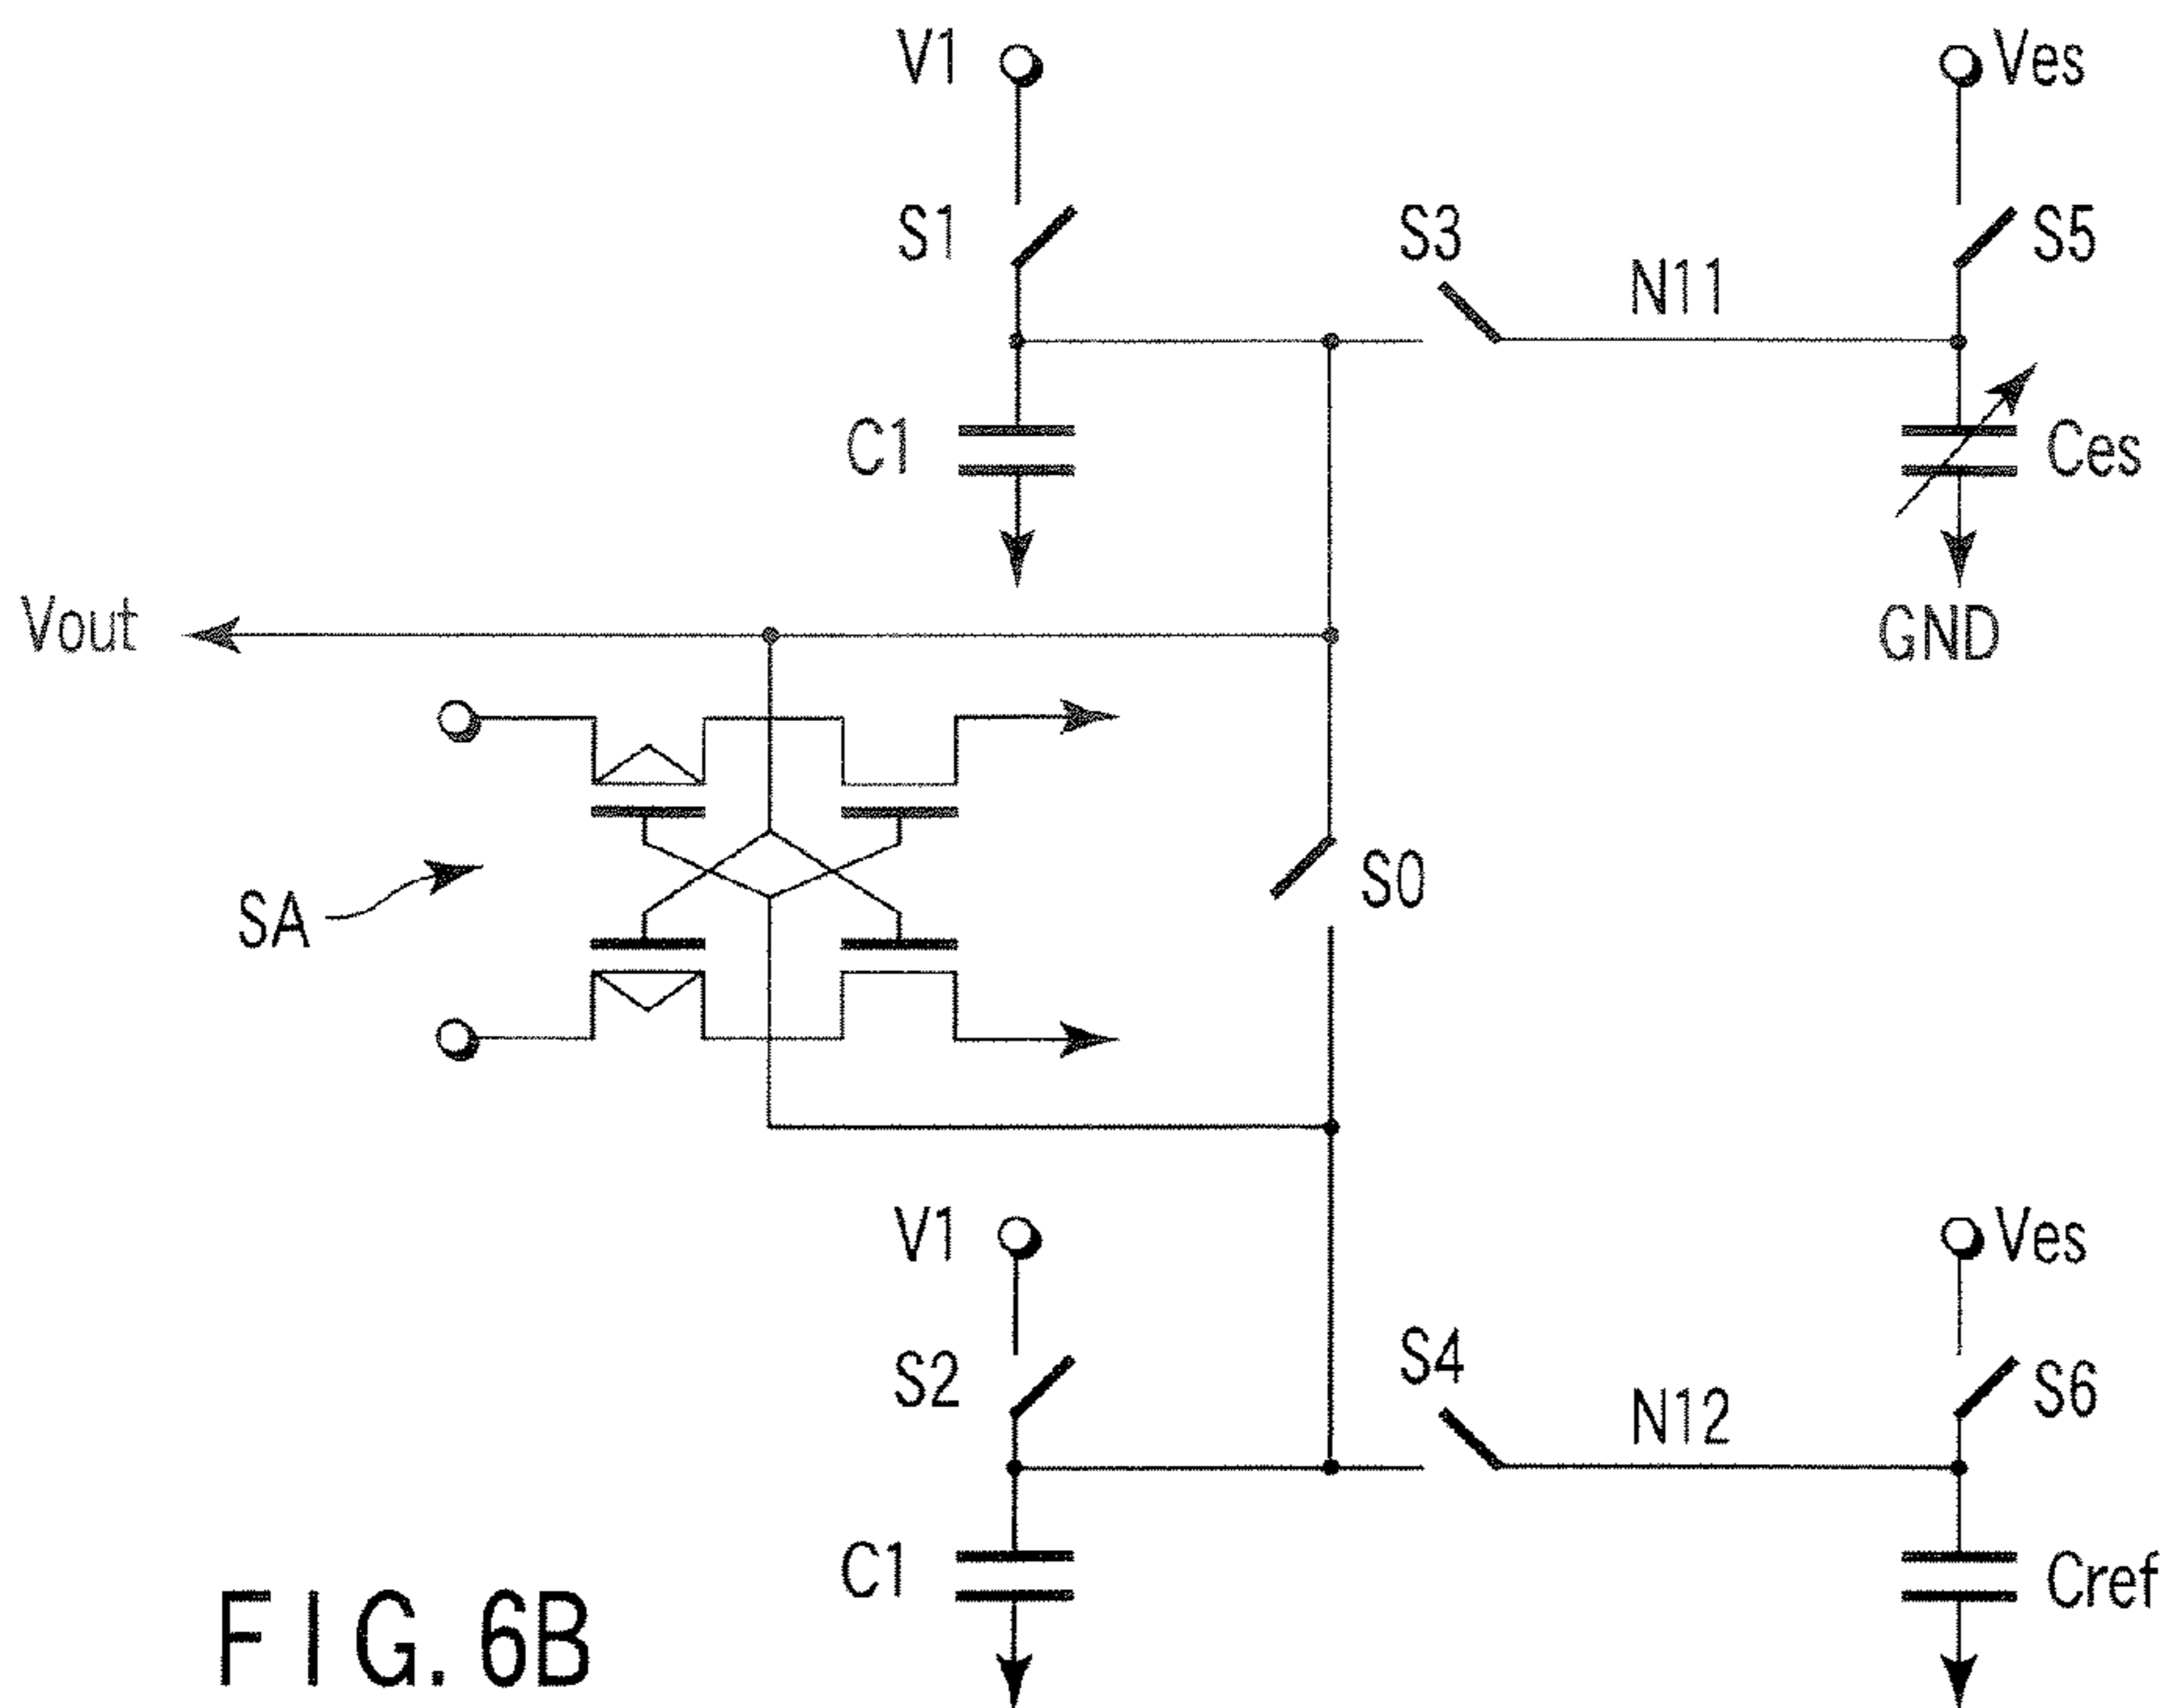 V1
Ves
S1
S3
N11
S5
C1
Ces
Vout
GND
SA
S0
V1
Ves
S2
S4
N12
S6
C1
Cref
FIG. 6B